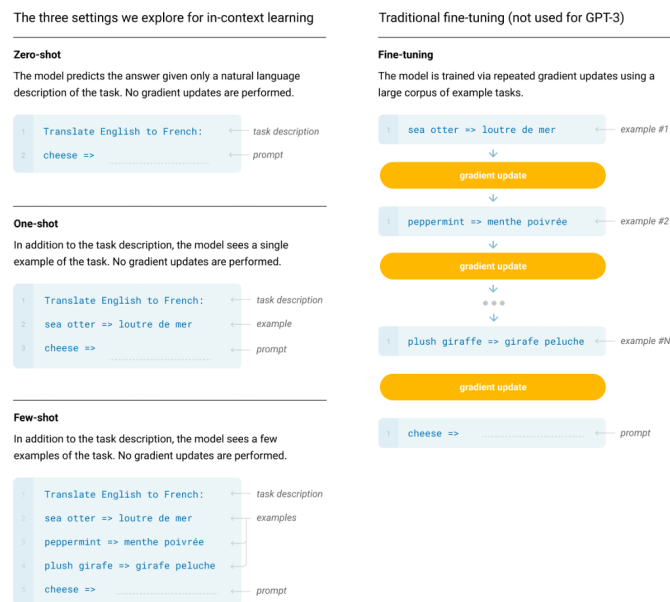 The three settings we explore for in-context learning
Zero-shot
The model predicts the answer given only a natural language
description of the task. No gradient updates are performed.
1 Translate English to French: task description
2 cheese => prompt
One-shot
In addition to the task description, the model sees a single
example of the task. No gradient updates are performed.
1 Translate English to French: task description
2 sea otter => loutre de mer example
3 cheese => prompt
Few-shot
In addition to the task description, the model sees a few
examples of the task. No gradient updates are performed.
1 Translate English to French: task description
2 sea otter => loutre de mer examples
3 peppermint => menthe poivrée
4 plush girafe => girafe peluche
5 cheese => prompt
Traditional fine-tuning (not used for GPT-3)
Fine-tuning
The model is trained via repeated gradient updates using a
large corpus of example tasks.
1 sea otter => loutre de mer example #1
gradient update
1 peppermint => menthe poivrée example #2
gradient update
1 plush giraffe => girafe peluche example #N
gradient update
1 cheese => prompt